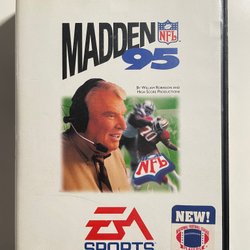 MADDEN
NFL
95
BY WILLIAM ROBINSON AND
HIGH SCORE PRODUCTIONS
NFL
EA
SPORTS
NEW!